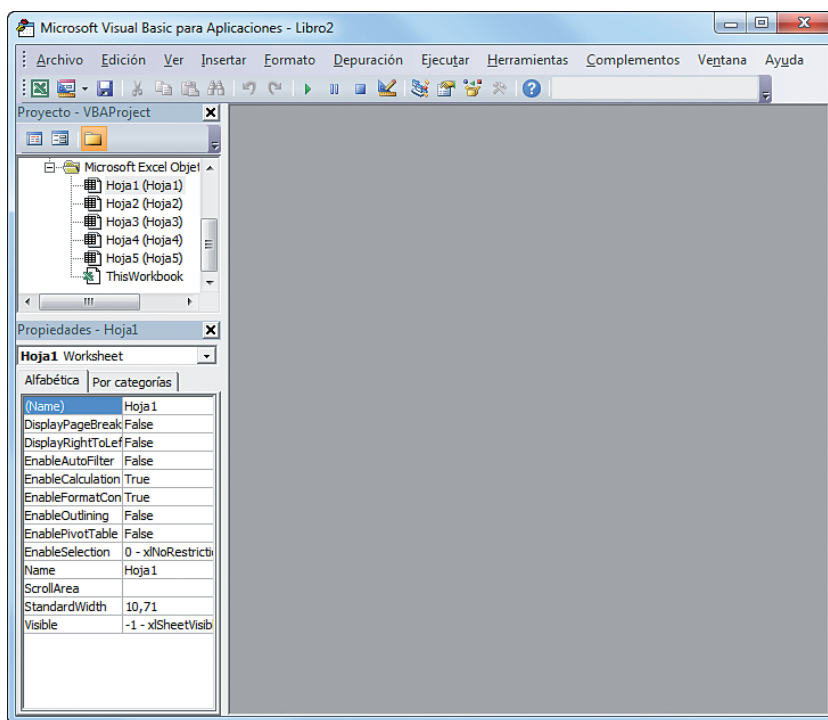 Microsoft Visual Basic para Aplicaciones - Libro2
Archivo Edición Ver Insertar Formato Depuración Ejecutar Herramientas Complementos Ventana Ayuda
Proyecto - VBAProject
Microsoft Excel Objet
Hoja1 (Hoja1)
Hoja2 (Hoja2)
Hoja3 (Hoja3)
Hoja4 (Hoja4)
Hoja5 (Hoja5)
ThisWorkbook
Propiedades - Hoja1
Hoja1 Worksheet
Alfabética Por categorías
(Name) Hoja1
DisplayPageBreak False
DisplayRightToLef False
EnableAutoFilter False
EnableCalculation True
EnableFormatCon True
EnableOutlining False
EnablePivotTable False
EnableSelection 0 - xlNoRestricti
Name Hoja1
ScrollArea
StandardWidth 10,71
Visible -1 - xlSheetVisib